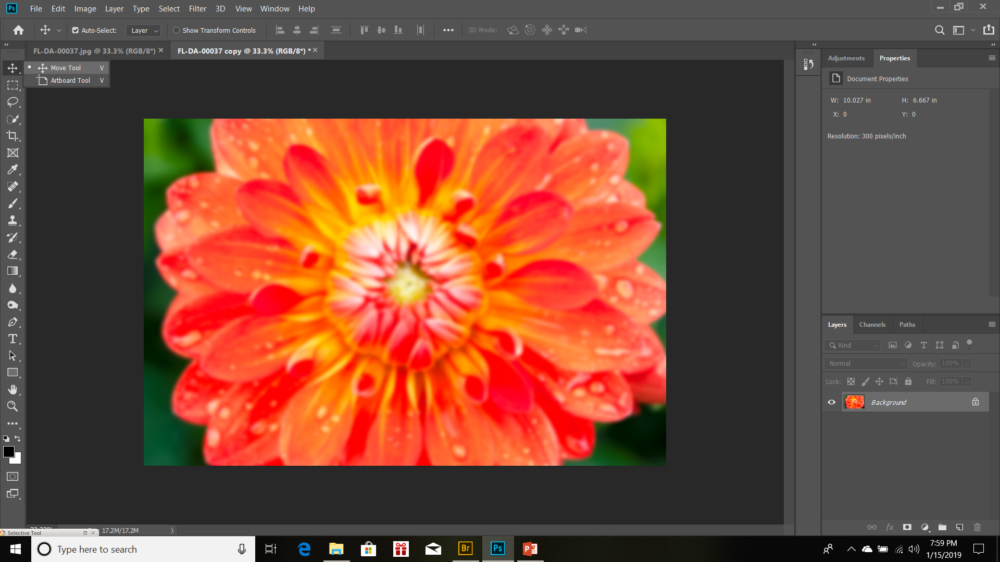 Ps File Edit Image Layer Type Select Filter 3D View Window Help
Auto-Select: Layer Show Transform Controls 3D Mode:
FL-DA-00037.jpg @ 33.3% (RGB/8*) × FL-DA-00037 copy @ 33.3% (RGB/8*) * ×
Move Tool V
Artboard Tool V
Adjustments Properties
Document Properties
W: 10.027 in H: 6.667 in
X: 0 Y: 0
Resolution: 300 pixels/inch
Layers Channels Paths
Kind
Normal Opacity: 100%
Lock: Fill: 100%
Background
fx
17.2M/17.2M
Selective Tool
Type here to search
Br Ps
7:59 PM
1/15/2019